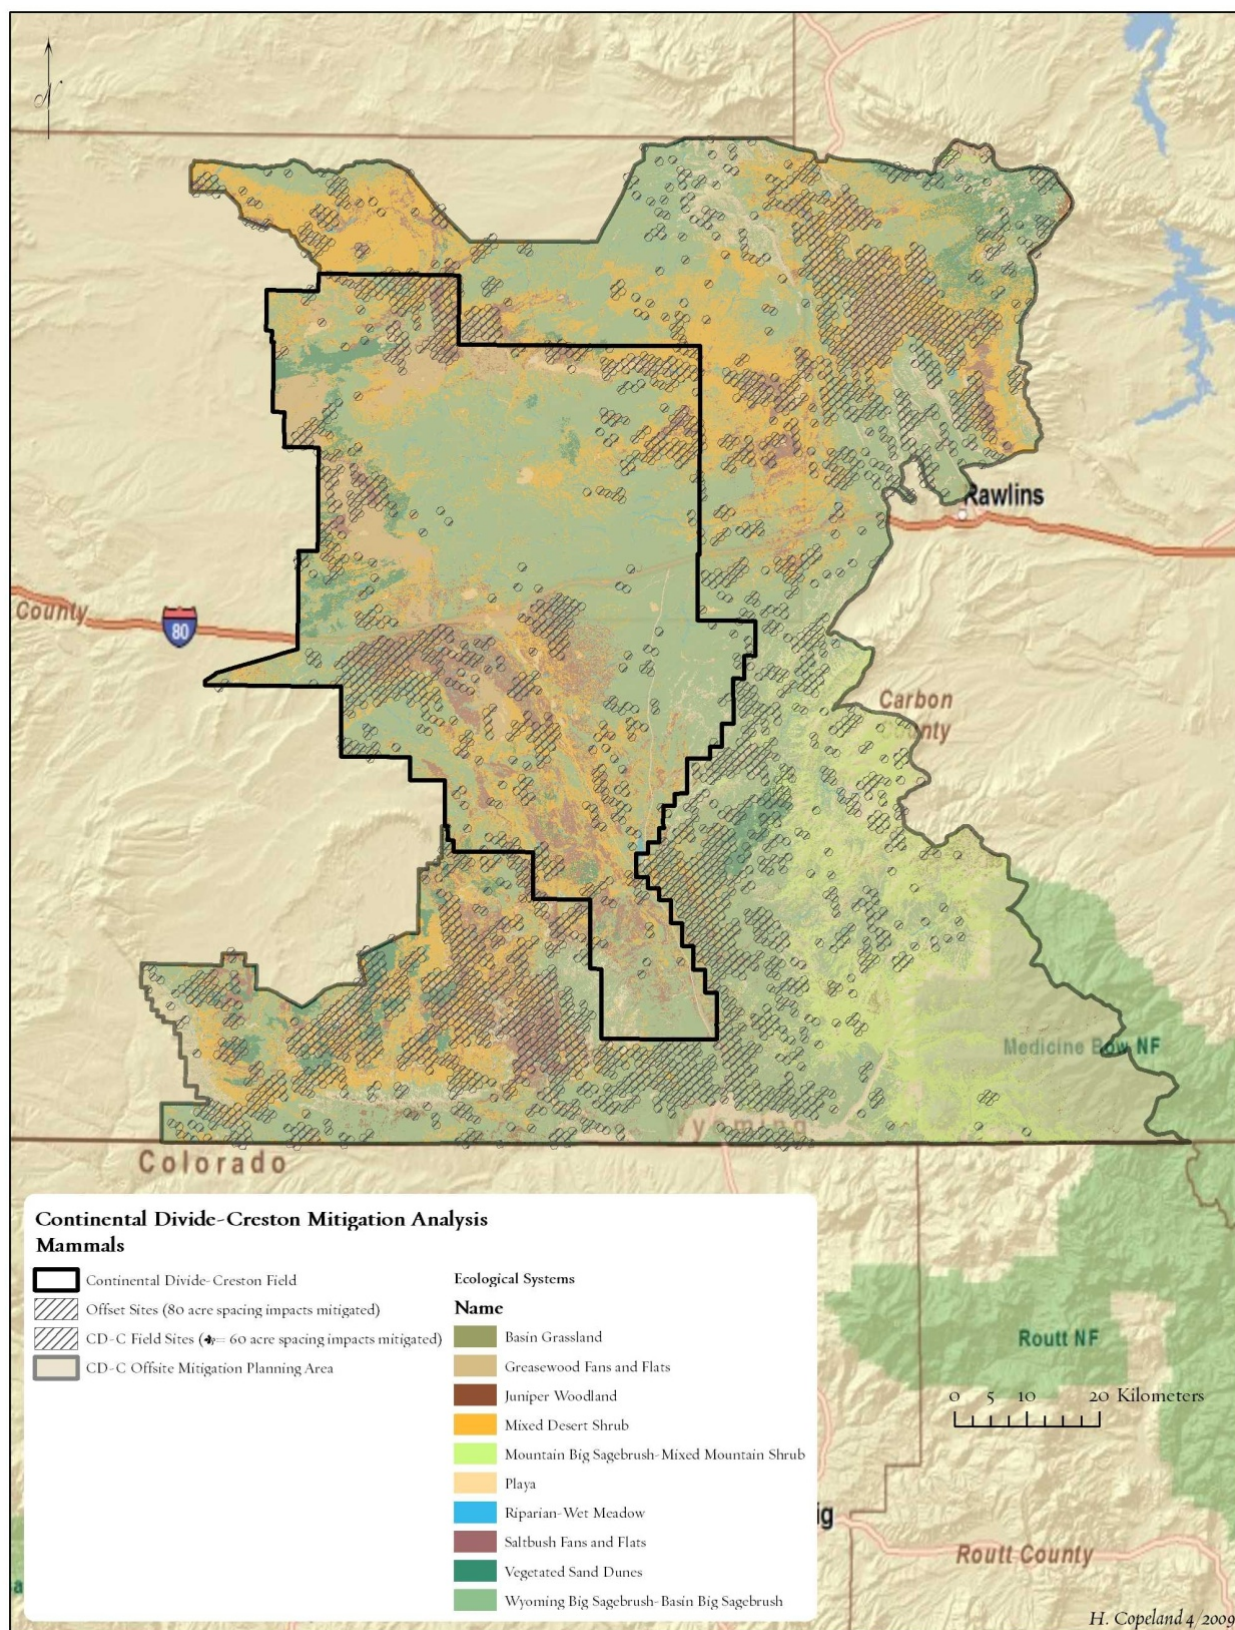 N
Rawlins
County
80
Carbon
County
Medicine Bow NF
Wyoming
Colorado
Continental Divide-Creston Mitigation Analysis
Mammals
Continental Divide-Creston Field
Offset Sites (80 acre spacing impacts mitigated)
CD-C Field Sites (= 60 acre spacing impacts mitigated)
CD-C Offsite Mitigation Planning Area
Ecological Systems
Name
Basin Grassland
Greasewood Fans and Flats
Juniper Woodland
Mixed Desert Shrub
Mountain Big Sagebrush-Mixed Mountain Shrub
Playa
Riparian-Wet Meadow
Saltbush Fans and Flats
Vegetated Sand Dunes
Wyoming Big Sagebrush-Basin Big Sagebrush
Routt NF
0 5 10 20 Kilometers
ig
Routt County
a
H. Copeland 4/2009